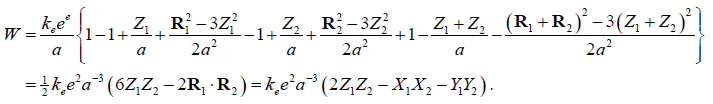 $W = \frac{k_e e^e}{a}\left\{1-1+\frac{Z_1}{a}+\frac{\mathbf{R}_1^2-3Z_1^2}{2a^2}-1+\frac{Z_2}{a}+\frac{\mathbf{R}_2^2-3Z_2^2}{2a^2}+1-\frac{Z_1+Z_2}{a}-\frac{\left(\mathbf{R}_1+\mathbf{R}_2\right)^2-3\left(Z_1+Z_2\right)^2}{2a^2}\right\}$
$= \frac{1}{2}k_e e^2 a^{-3}\left(6Z_1Z_2-2\mathbf{R}_1\cdot\mathbf{R}_2\right)=k_e e^2 a^{-3}\left(2Z_1Z_2-X_1X_2-Y_1Y_2\right).$